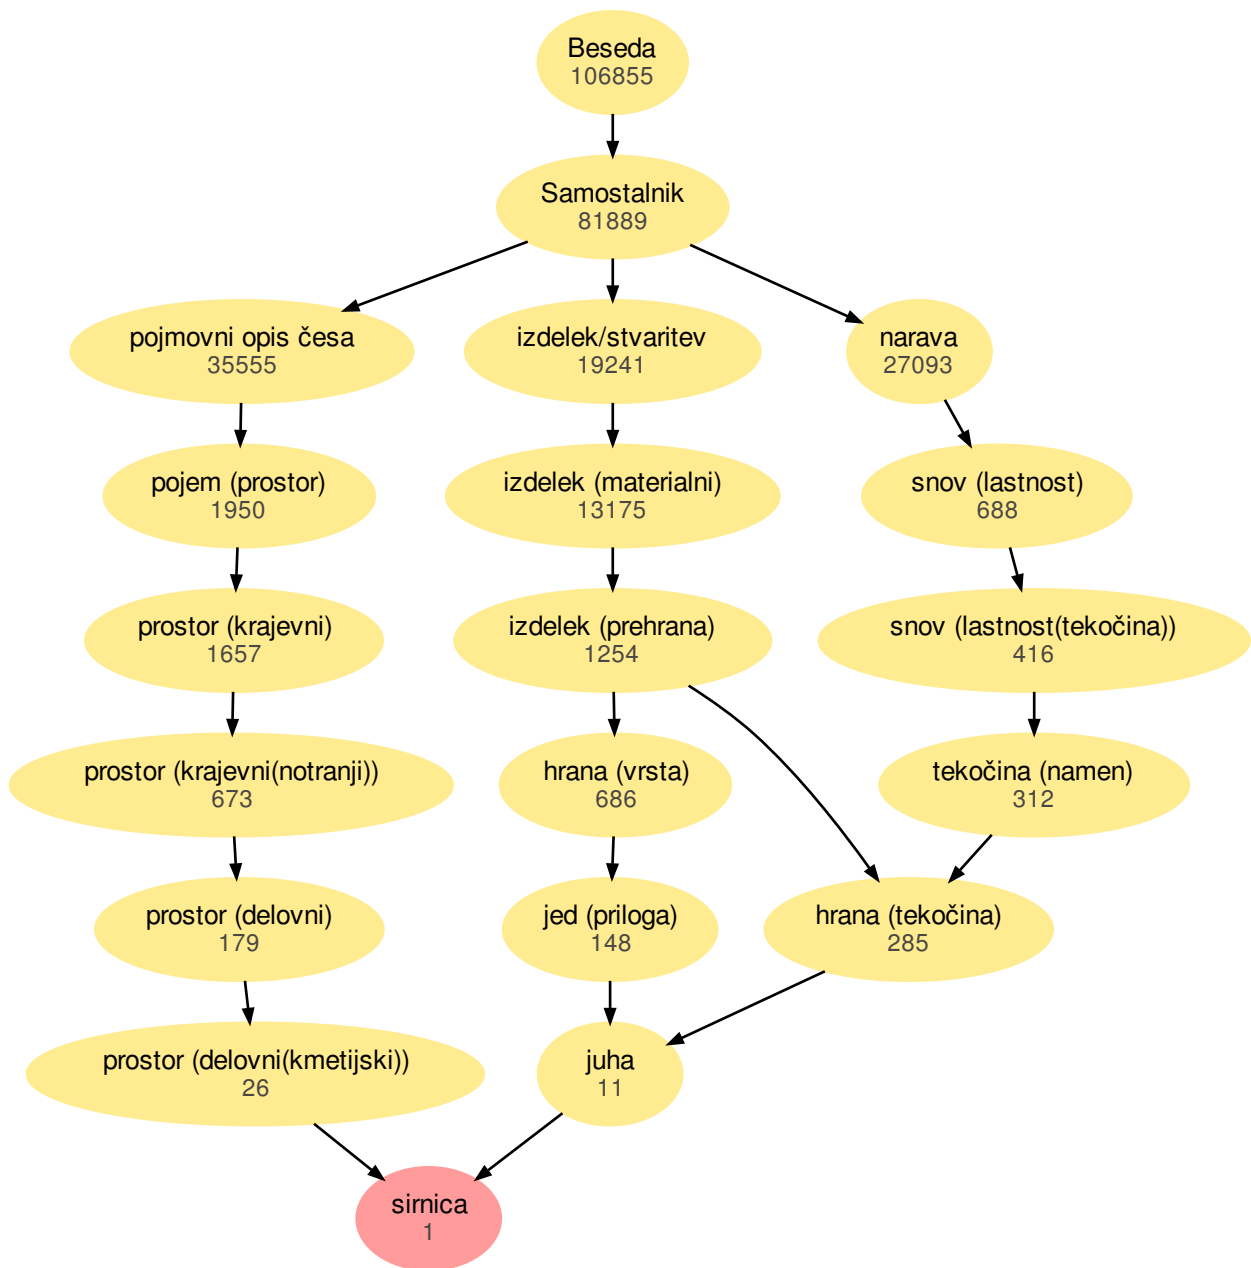 Beseda
106855
Samostalnik
81889
pojmovni opis česa
35555
izdelek/stvaritev
19241
narava
27093
pojem (prostor)
1950
izdelek (materialni)
13175
snov (lastnost)
688
prostor (krajevni)
1657
izdelek (prehrana)
1254
snov (lastnost(tekočina))
416
prostor (krajevni(notranji))
673
hrana (vrsta)
686
tekočina (namen)
312
prostor (delovni)
179
jed (priloga)
148
hrana (tekočina)
285
prostor (delovni(kmetijski))
26
juha
11
sirnica
1